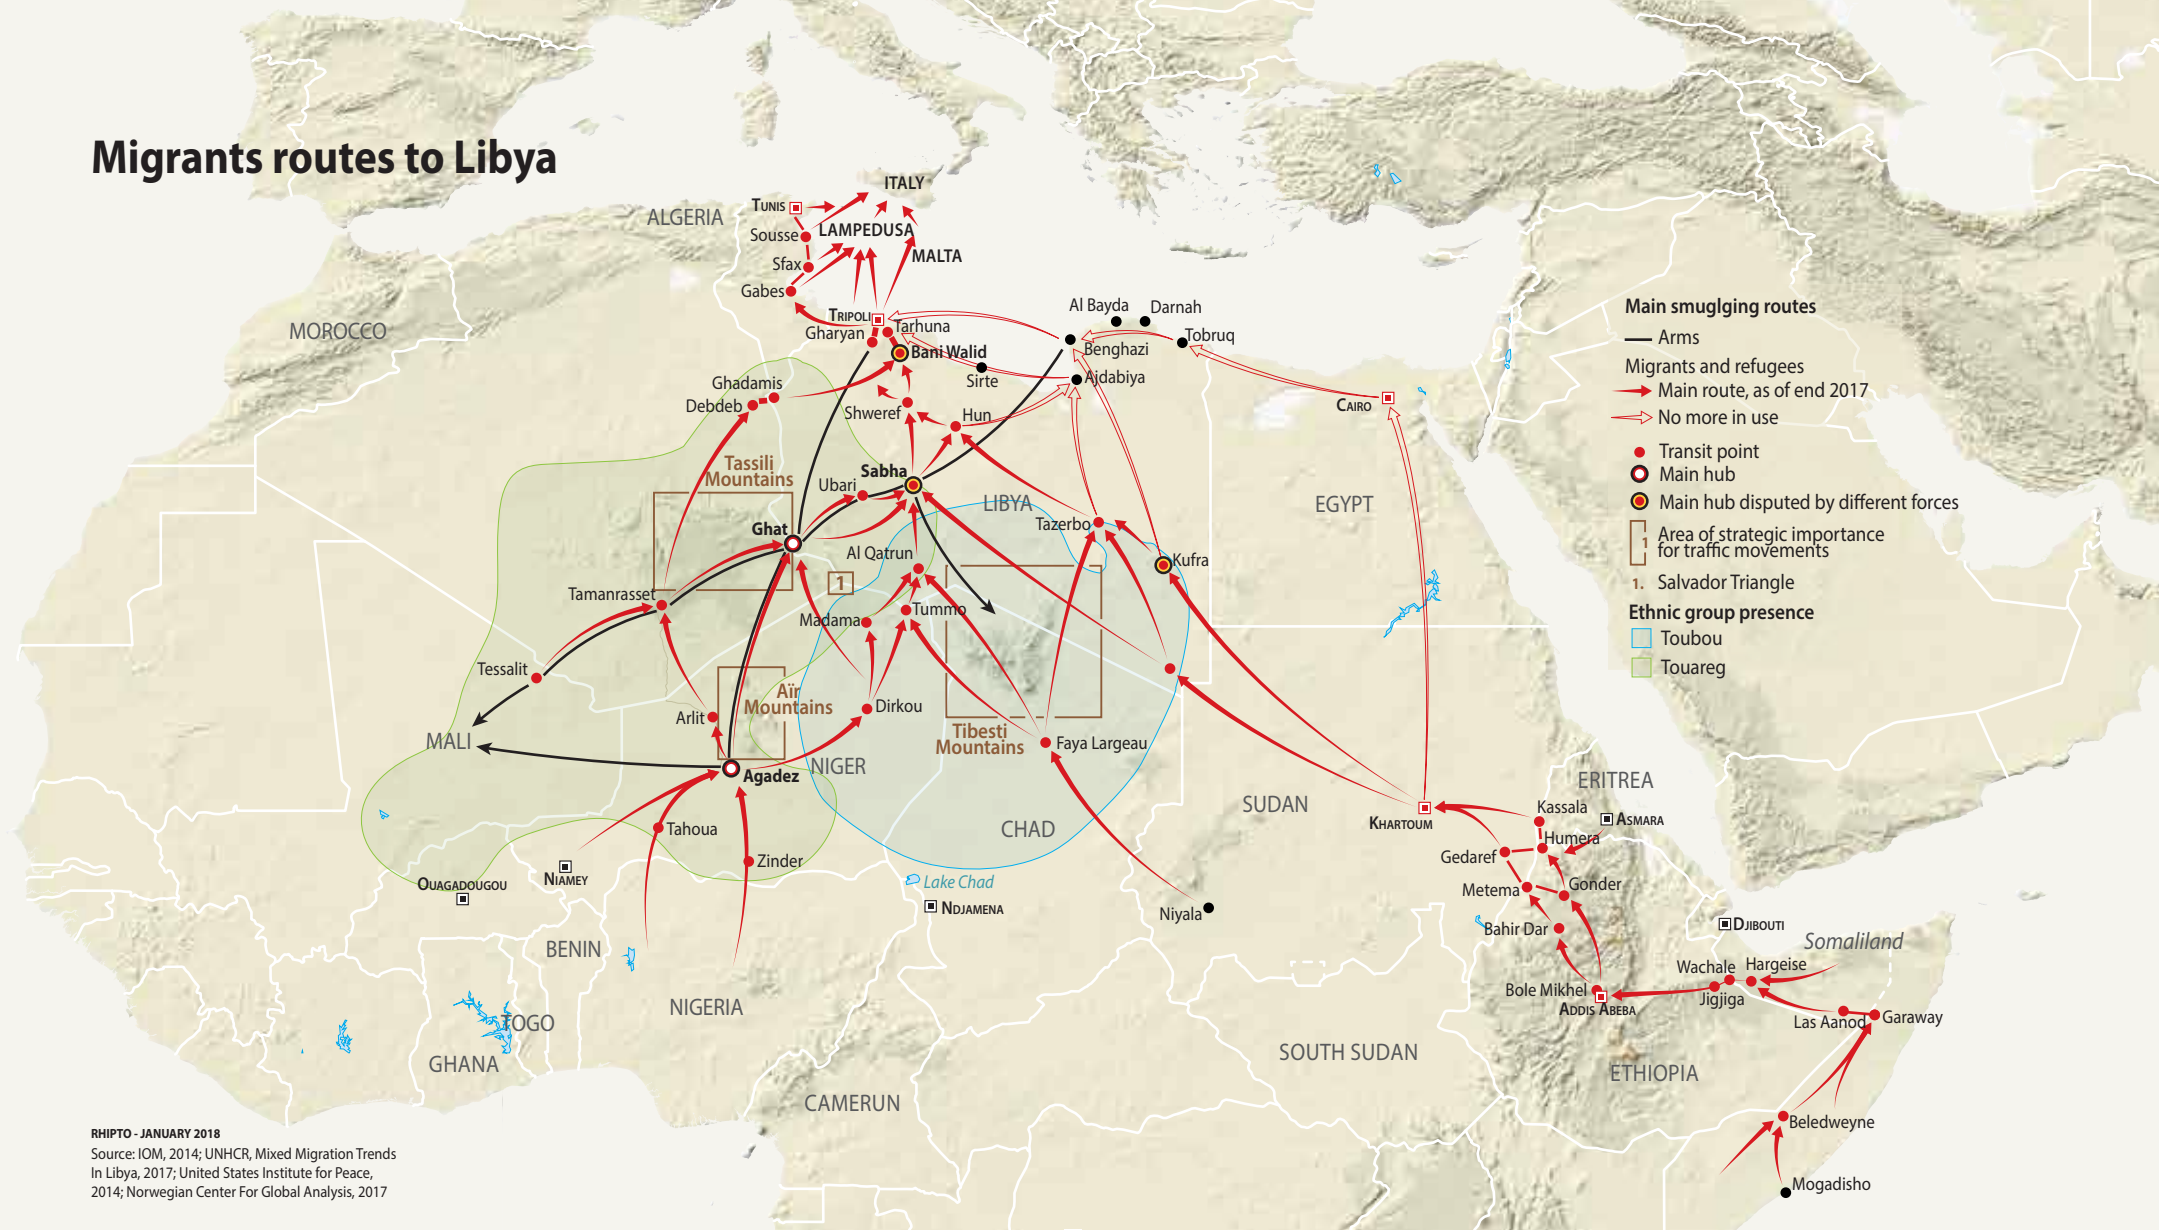 Migrants routes to Libya
ITALY
TUNIS
ALGERIA
Sousse
LAMPEDUSA
MALTA
Sfax
Gabes
TRIPOLI
Tarhuna
Gharyan
Bani Walid
Al Bayda
Darnah
Tobruq
Benghazi
Sirte
Ajdabiya
CAIRO
MOROCCO
Ghadamis
Debdeb
Shweref
Hun
Tassili
Mountains
Sabha
Ubari
LIBYA
EGYPT
Tazerbo
Ghat
Al Qatrun
Kufra
1
Tamanrasset
Tummo
Madama
Tessalit
Aïr
Mountains
Arlit
Dirkou
MALI
Tibesti
Mountains
Faya Largeau
NIGER
Agadez
SUDAN
CHAD
Tahoua
Zinder
NIAMEY
OUAGADOUGOU
Lake Chad
NDJAMENA
Niyala
BENIN
NIGERIA
TOGO
GHANA
CAMERUN
SOUTH SUDAN
ERITREA
Kassala
ASMARA
KHARTOUM
Humera
Gedaref
Metema
Gonder
Bahir Dar
DJIBOUTI
Somaliland
Wachale
Hargeise
Bole Mikhel
Jigjiga
ADDIS ABEBA
Las Aanod
Garaway
ETHIOPIA
Beledweyne
Mogadisho
Main smuglging routes
Arms
Migrants and refugees
Main route, as of end 2017
No more in use
Transit point
Main hub
Main hub disputed by different forces
1
Area of strategic importance
for traffic movements
1. Salvador Triangle
Ethnic group presence
Toubou
Touareg
RHIPTO - JANUARY 2018
Source: IOM, 2014; UNHCR, Mixed Migration Trends
In Libya, 2017; United States Institute for Peace,
2014; Norwegian Center For Global Analysis, 2017